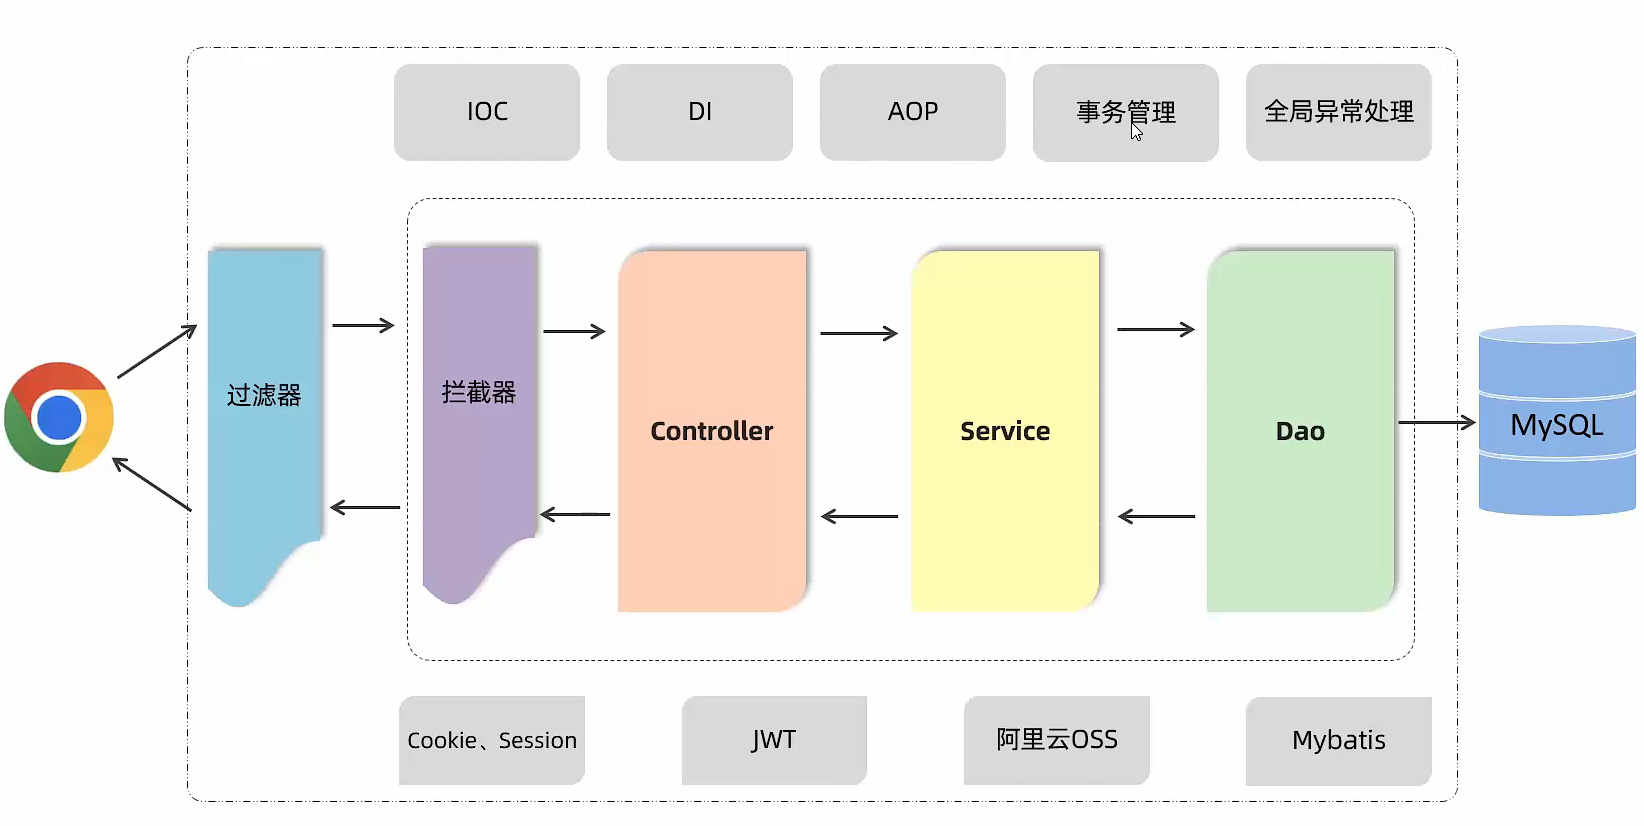 IOC
DI
AOP
事务管理
全局异常处理
过滤器
拦截器
Controller
Service
Dao
MySQL
Cookie、Session
JWT
阿里云OSS
Mybatis